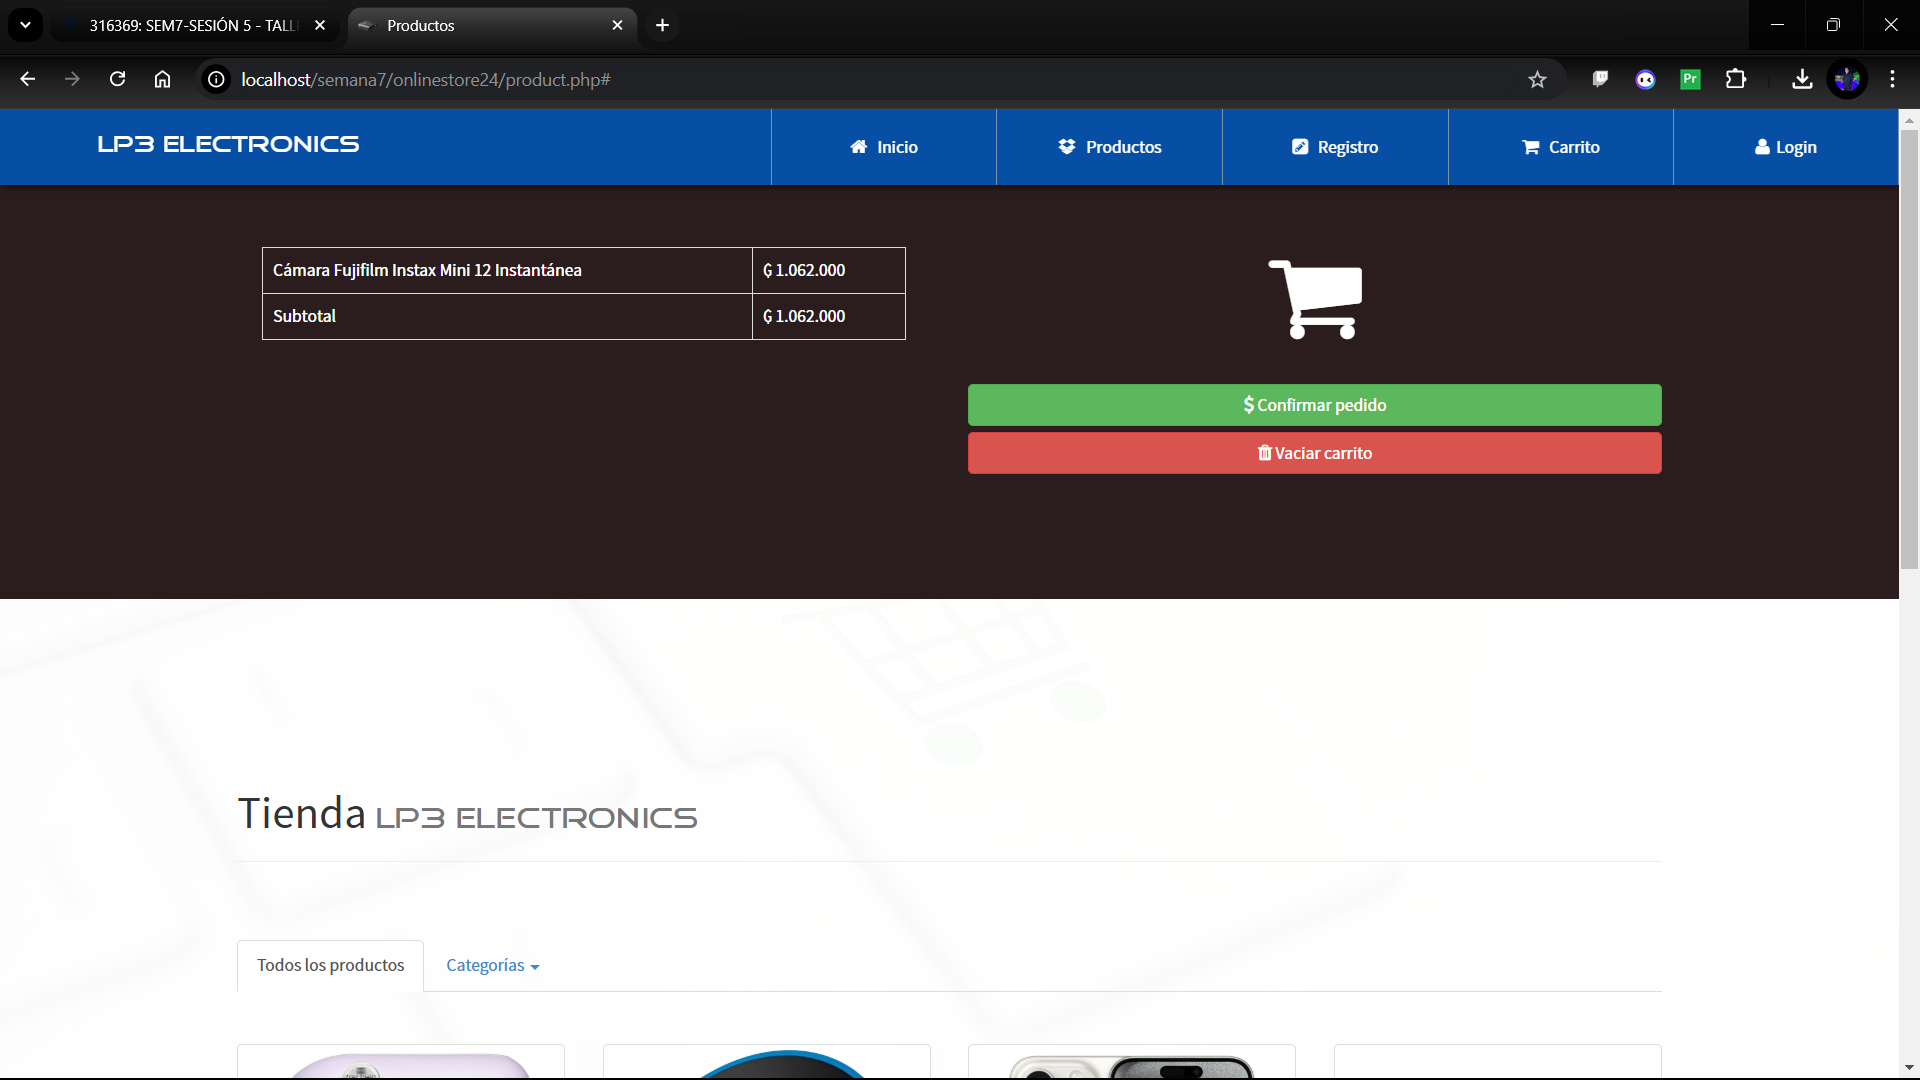 316369: SEM7-SESIÓN 5 - TALL
Productos
localhost/semana7/onlinestore24/product.php#
Pr
LP3 ELECTRONICS
Inicio
Productos
Registro
Carrito
Login
Cámara Fujifilm Instax Mini 12 Instantánea
₲ 1.062.000
Subtotal
₲ 1.062.000
Confirmar pedido
Vaciar carrito
Tienda LP3 ELECTRONICS
Todos los productos
Categorías